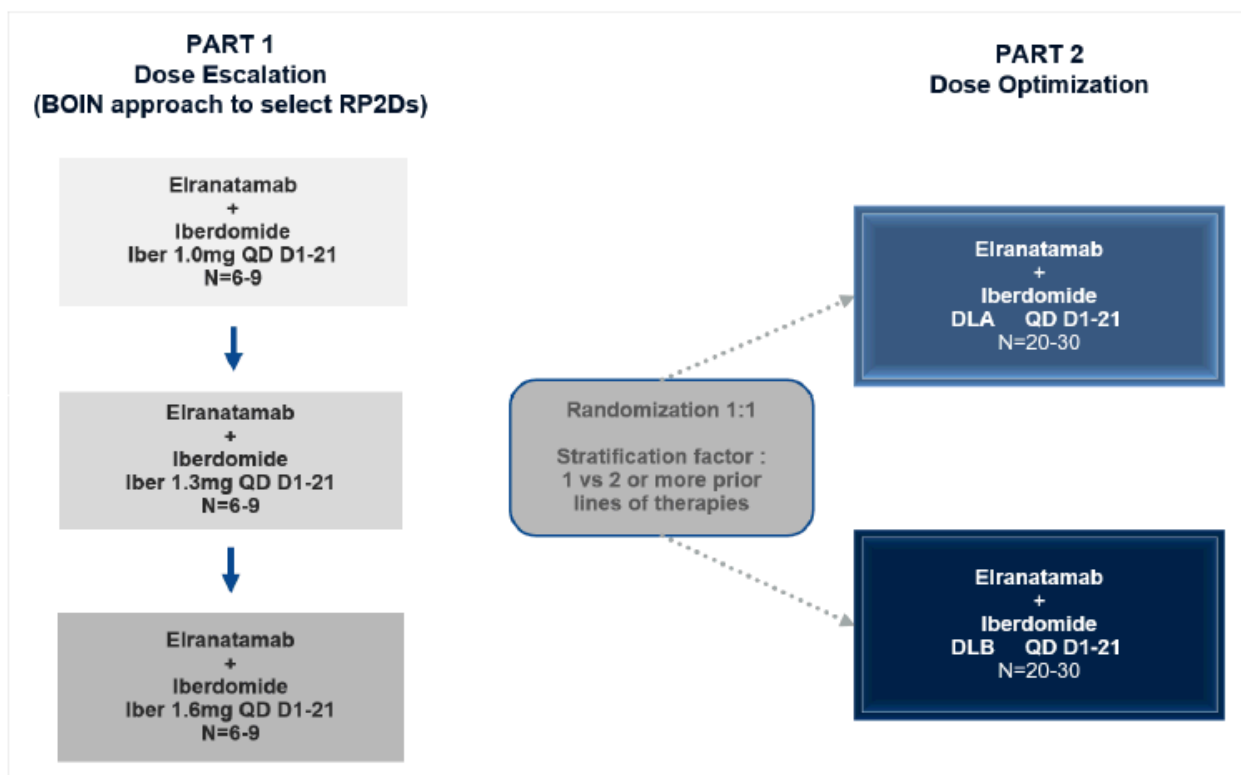 PART 1
Dose Escalation
(BOIN approach to select RP2Ds)
Elranatamab
+
Iberdomide
Iber 1.0mg QD D1-21
N=6-9
Elranatamab
+
Iberdomide
Iber 1.3mg QD D1-21
N=6-9
Elranatamab
+
Iberdomide
Iber 1.6mg QD D1-21
N=6-9
Randomization 1:1
Stratification factor :
1 vs 2 or more prior
lines of therapies
PART 2
Dose Optimization
Elranatamab
+
Iberdomide
DLA QD D1-21
N=20-30
Elranatamab
+
Iberdomide
DLB QD D1-21
N=20-30